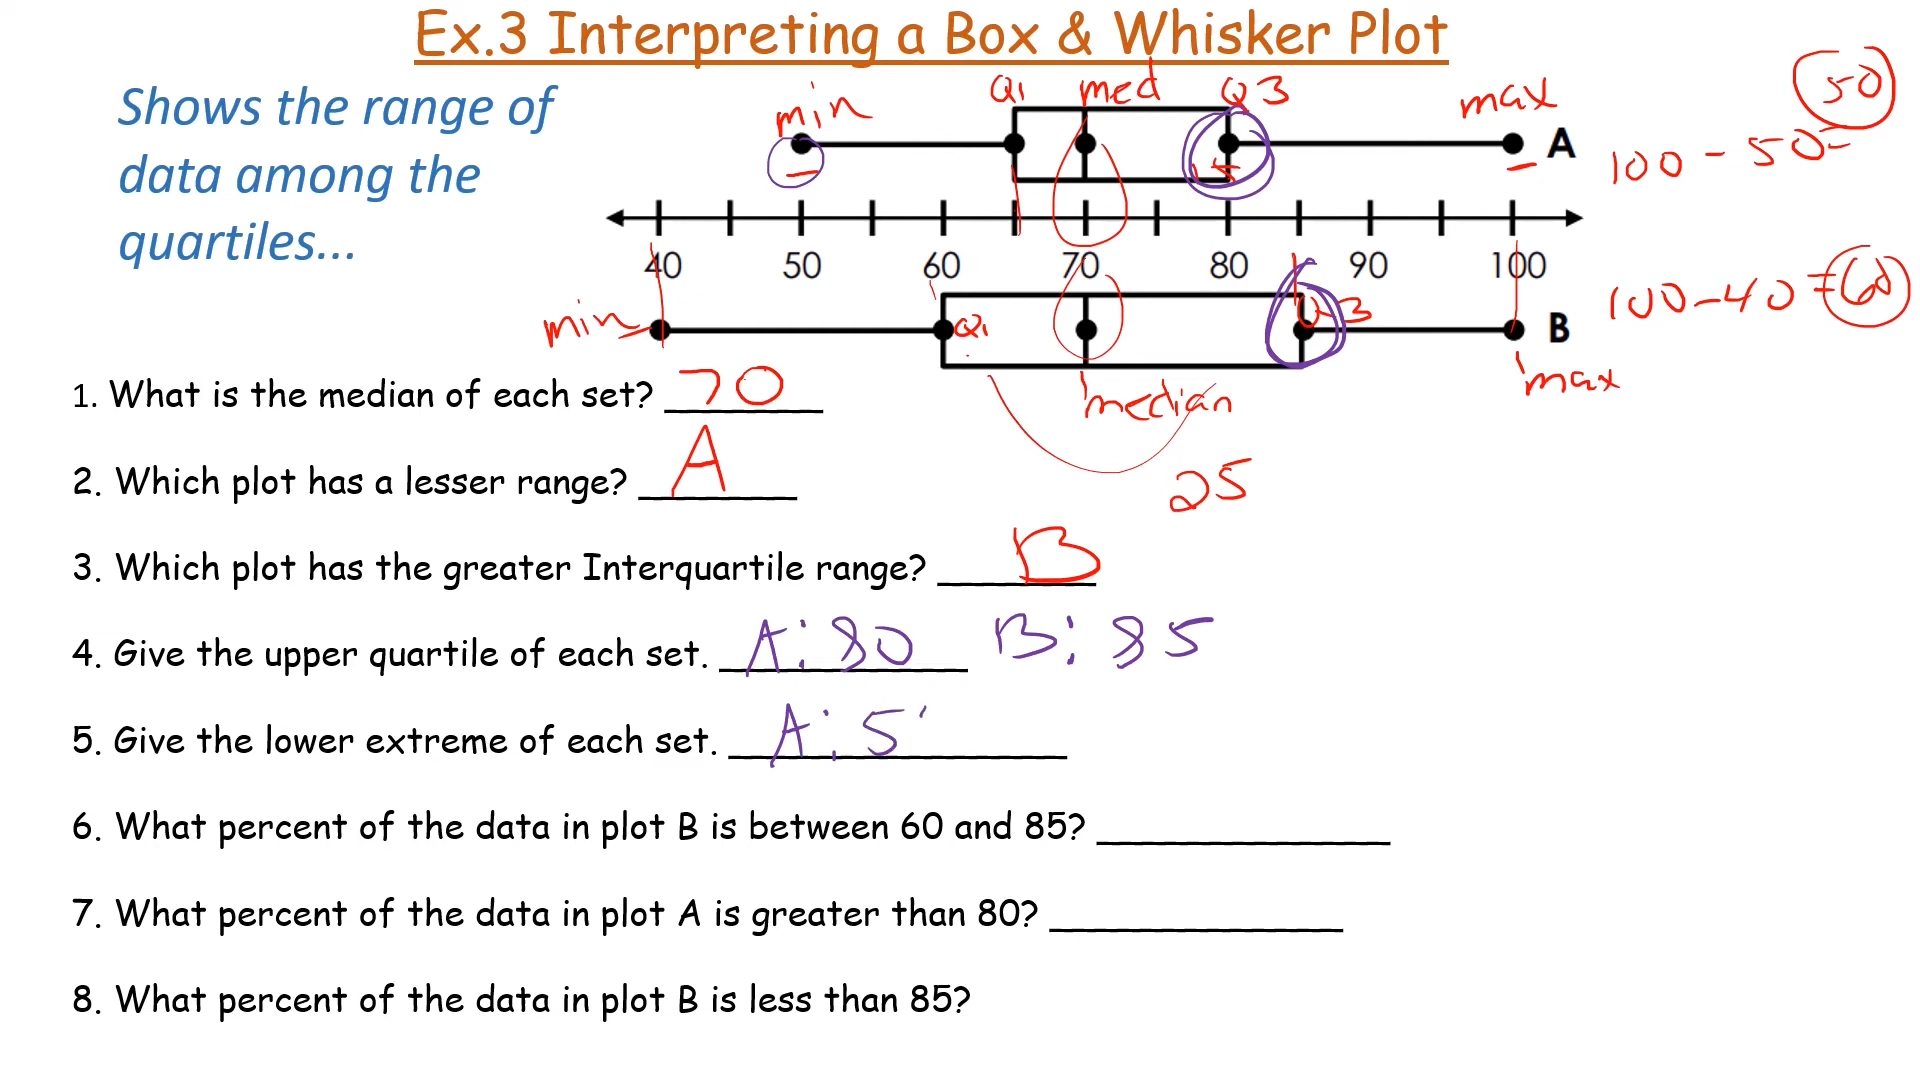 Ex.3 Interpreting a Box & Whisker Plot
Shows the range of
data among the
quartiles...
min Q1 med Q3 max
50
A
100 - 50 =
40 50 60 70 80 90 100
100 - 40 = 60
min Q1 Q3 B
median max
1. What is the median of each set? 70
2. Which plot has a lesser range? A
25
3. Which plot has the greater Interquartile range? B
4. Give the upper quartile of each set. A: 80 B: 85
5. Give the lower extreme of each set. A: 5
6. What percent of the data in plot B is between 60 and 85?
7. What percent of the data in plot A is greater than 80?
8. What percent of the data in plot B is less than 85?